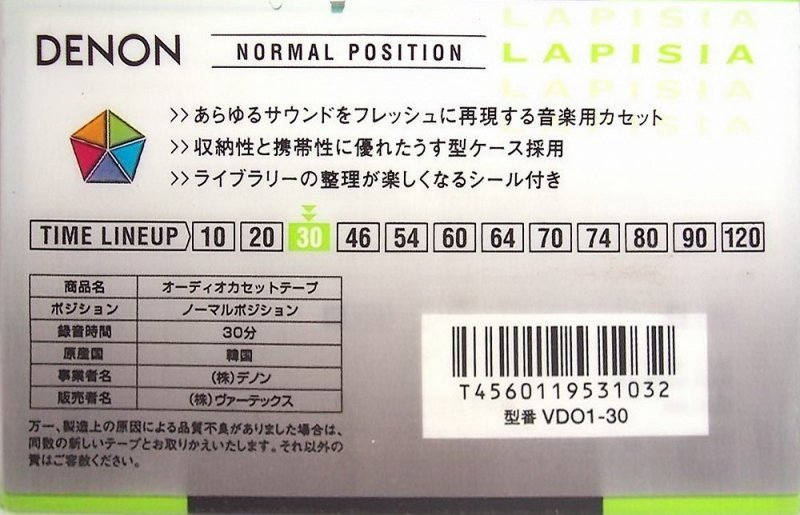 DENON NORMAL POSITION LAPISIA
LAPISIA
LAPISIA
LAPISIA
>>あらゆるサウンドをフレッシュに再現する音楽用カセット
>>収納性と携帯性に優れたうす型ケース採用
>>ライブラリーの整理が楽しくなるシール付き
TIME LINEUP 10 20 30 46 54 60 64 70 74 80 90 120
商品名 オーディオカセットテープ
ポジション ノーマルポジション
録音時間 30分
原産国 韓国
事業者名 (株)デノン
販売者名 (株)ヴァーテックス
万一、製造上の原因による品質不良がありました場合は、
同数の新しいテープとお取りかえいたします。それ以外の
責はご容赦ください。
T4560119531032
型番 VDO1-30